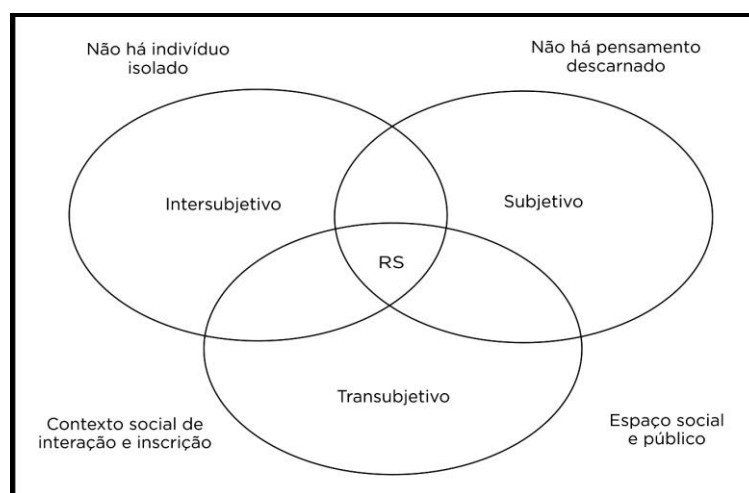 Não há indivíduo
isolado
Não há pensamento
descarnado
Intersubjetivo
Subjetivo
RS
Transubjetivo
Contexto social de
interação e inscrição
Espaço social
e público